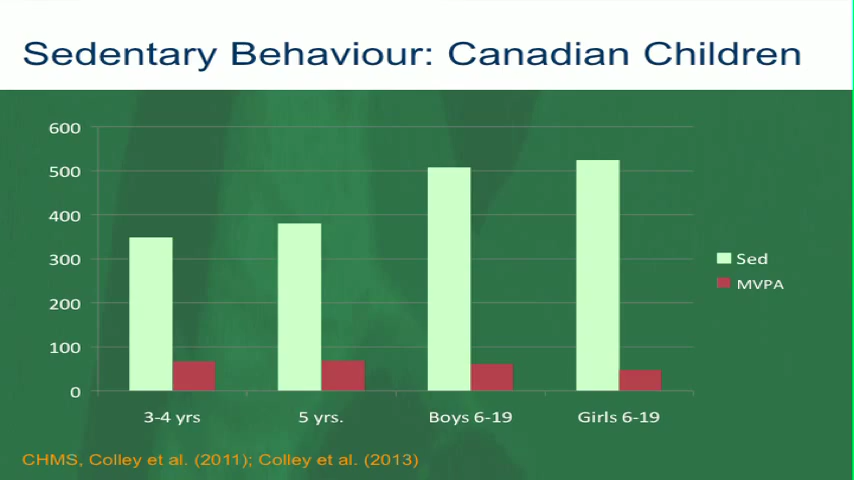 Sedentary Behaviour: Canadian Children
600
500
400
300
200
100
0
Sed
MVPA
3-4 yrs
5 yrs.
Boys 6-19
Girls 6-19
CHMS, Colley et al. (2011); Colley et al. (2013)